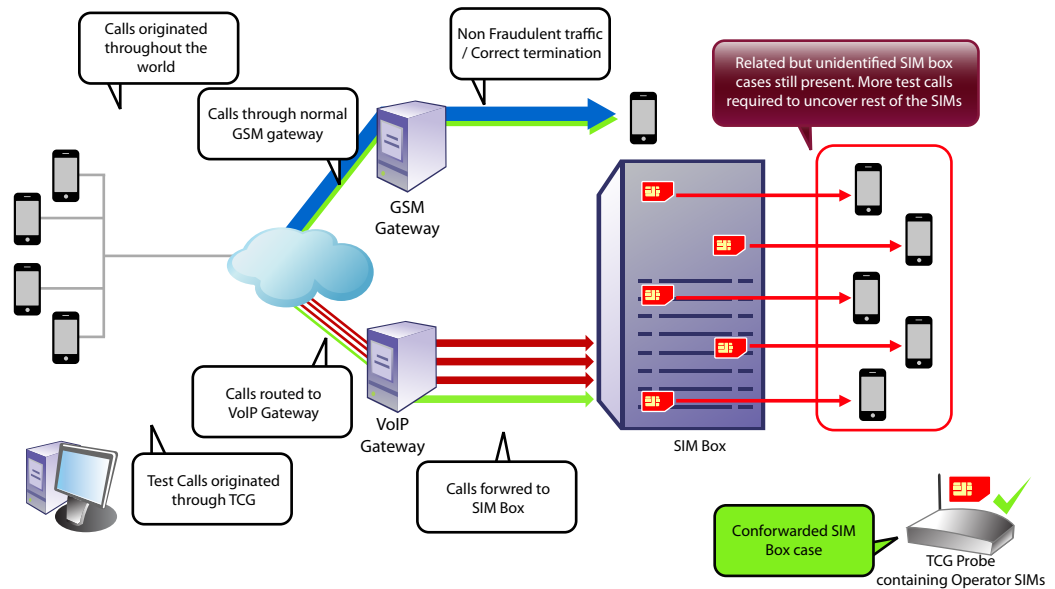 Calls originated
throughout the
world
Non Fraudulent traffic
/ Correct termination
Related but unidentified SIM box
cases still present. More test calls
required to uncover rest of the SIMs
Calls through normal
GSM gateway
GSM
Gateway
Calls routed to
VoIP Gateway
VoIP
Gateway
SIM Box
Test Calls originated
through TCG
Calls forwred to
SIM Box
Conforwarded SIM
Box case
TCG Probe
containing Operator SIMs